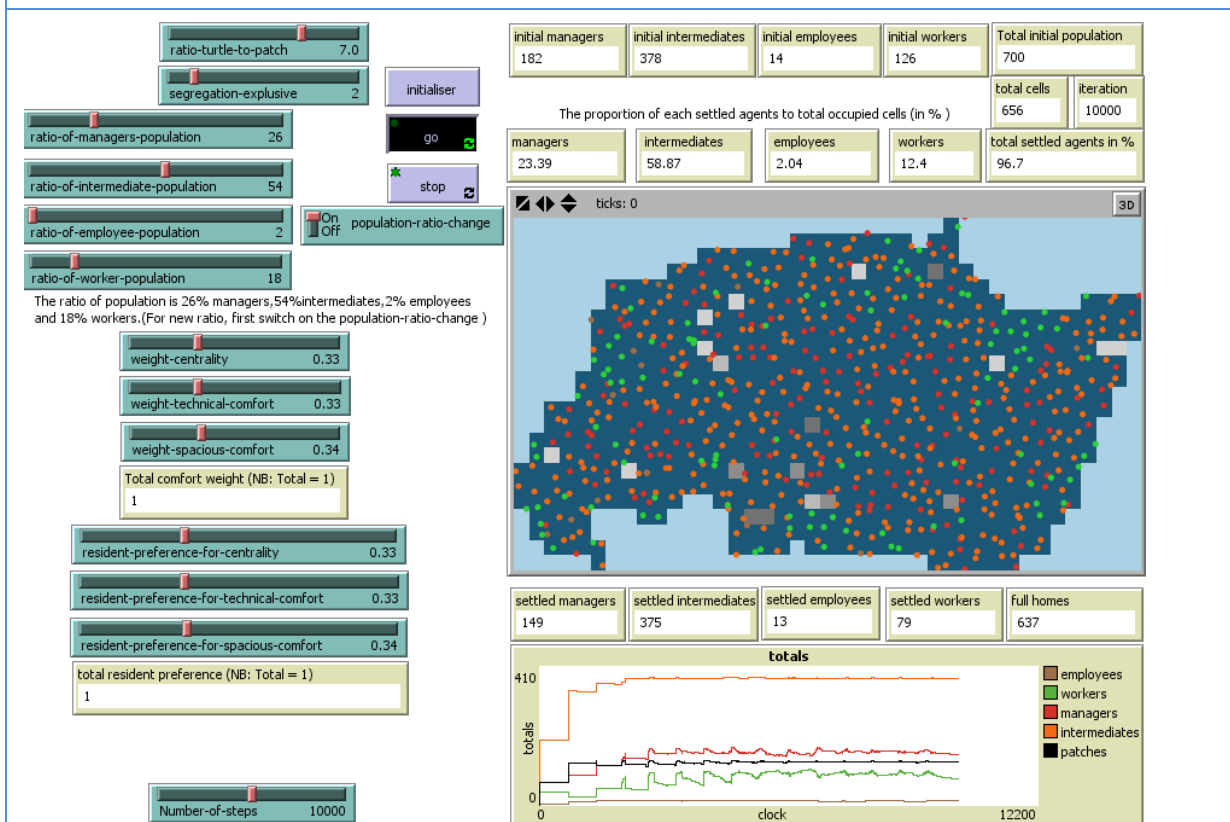 ratio-turtle-to-patch 7.0
segregation-explusive 2
initialiser
ratio-of-managers-population 26
go
ratio-of-intermediate-population 54
stop
ratio-of-employee-population 2
On
Off
population-ratio-change
ratio-of-worker-population 18
The ratio of population is 26% managers,54%intermediates,2% employees
and 18% workers.(For new ratio, first switch on the population-ratio-change )
weight-centrality 0.33
weight-technical-comfort 0.33
weight-spacious-comfort 0.34
Total comfort weight (NB: Total = 1)
1
resident-preference-for-centrality 0.33
resident-preference-for-technical-comfort 0.33
resident-preference-for-spacious-comfort 0.34
total resident preference (NB: Total = 1)
1
Number-of-steps 10000
initial managers
182
initial intermediates
378
initial employees
14
initial workers
126
Total initial population
700
total cells
656
iteration
10000
The proportion of each settled agents to total occupied cells (in % )
managers
23.39
intermediates
58.87
employees
2.04
workers
12.4
total settled agents in %
96.7
ticks: 0
3D
settled managers
149
settled intermediates
375
settled employees
13
settled workers
79
full homes
637
totals
410
totals
0
0
clock
12200
employees
workers
managers
intermediates
patches